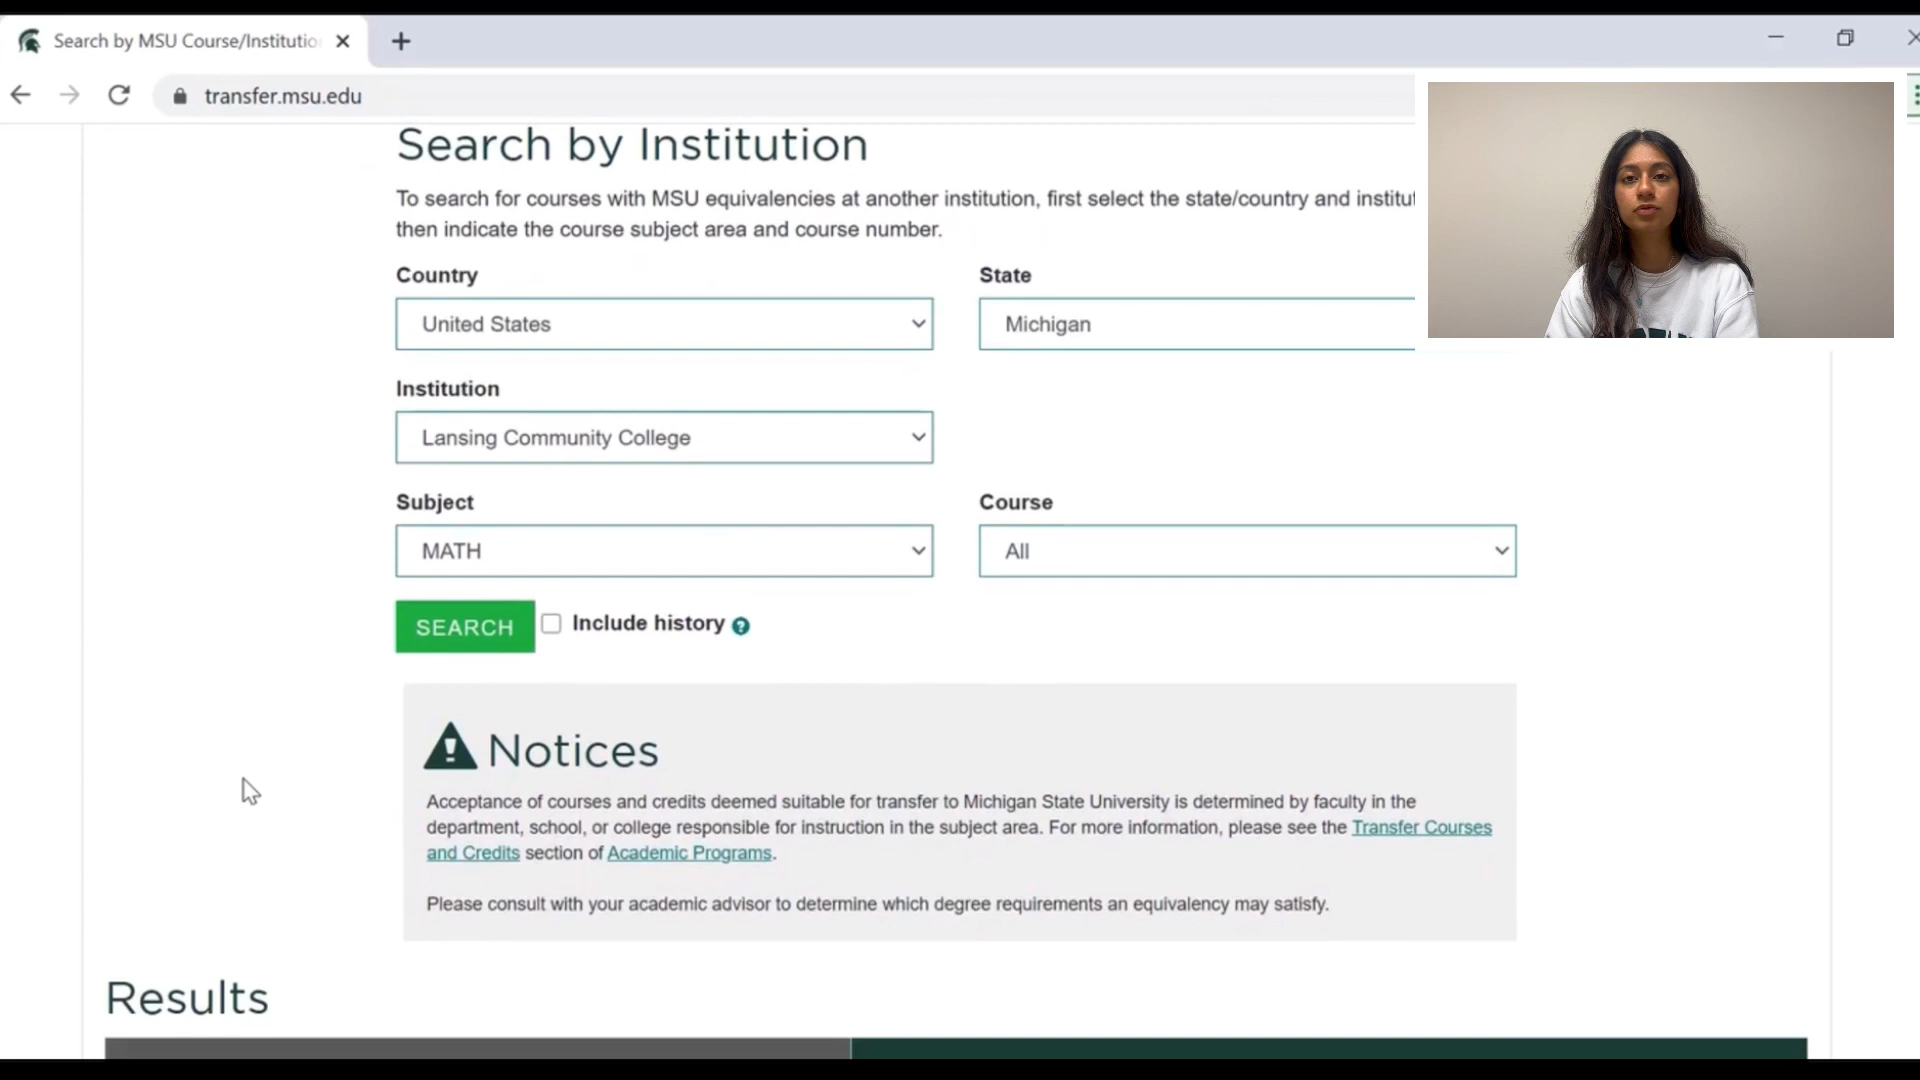 Search by MSU Course/Institutio
transfer.msu.edu
Search by Institution
To search for courses with MSU equivalencies at another institution, first select the state/country and institut
then indicate the course subject area and course number.
Country
State
United States
Michigan
Institution
Lansing Community College
Subject
Course
MATH
All
SEARCH
Include history ?
Notices
Acceptance of courses and credits deemed suitable for transfer to Michigan State University is determined by faculty in the
department, school, or college responsible for instruction in the subject area. For more information, please see the Transfer Courses
and Credits section of Academic Programs.
Please consult with your academic advisor to determine which degree requirements an equivalency may satisfy.
Results